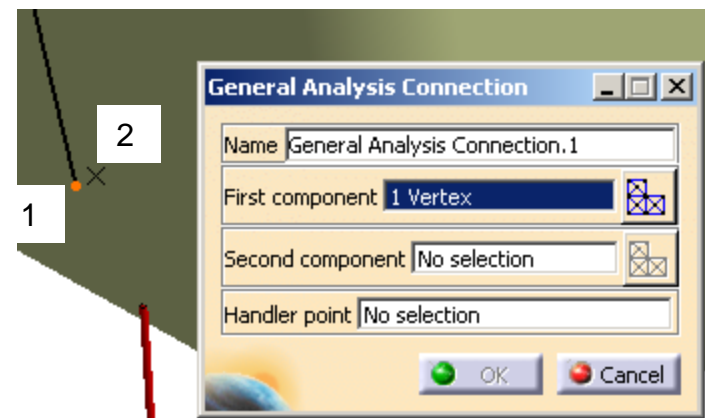 2
1
General Analysis Connection
Name General Analysis Connection.1
First component 1 Vertex
Second component No selection
Handler point No selection
OK Cancel